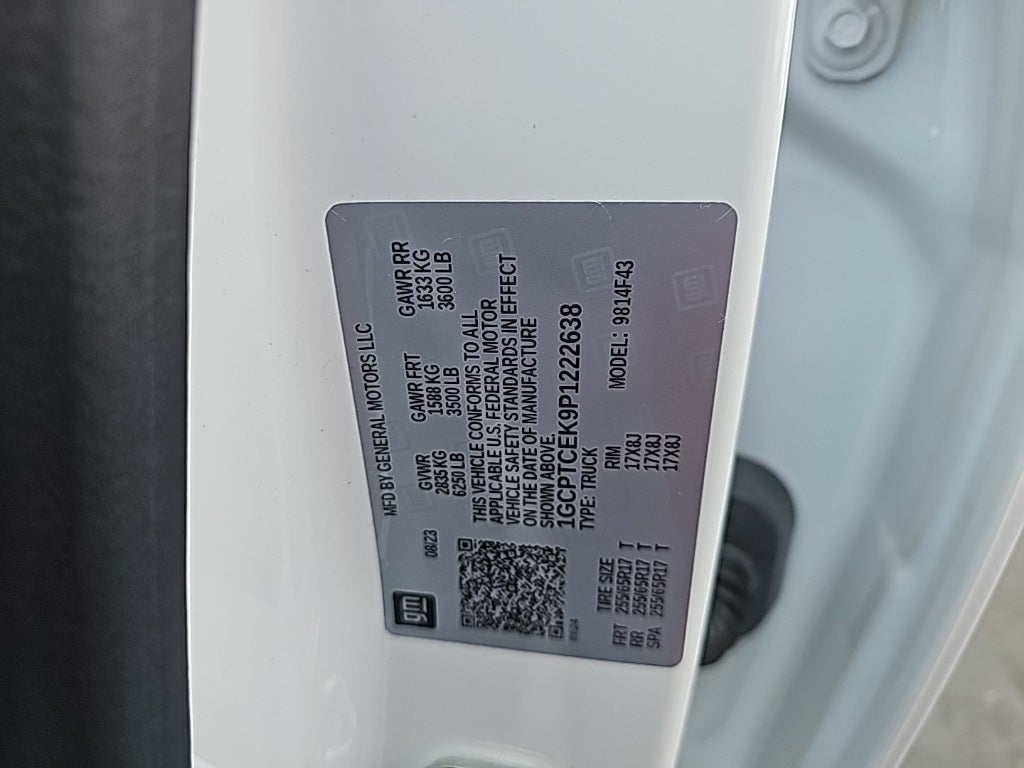 gm
MFD BY GENERAL MOTORS LLC
08/23
GVWR GAWR FRT GAWR RR
2835 KG 1588 KG 1633 KG
6250 LB 3500 LB 3600 LB
THIS VEHICLE CONFORMS TO ALL
APPLICABLE U.S. FEDERAL MOTOR
VEHICLE SAFETY STANDARDS IN EFFECT
ON THE DATE OF MANUFACTURE
SHOWN ABOVE.
1GCPTCEK9P1222638
TYPE: TRUCK
MODEL: 9814F43
TIRE SIZE RIM
FRT 255/65R17 T 17X8J
RR 255/65R17 T 17X8J
SPA 255/65R17 T 17X8J